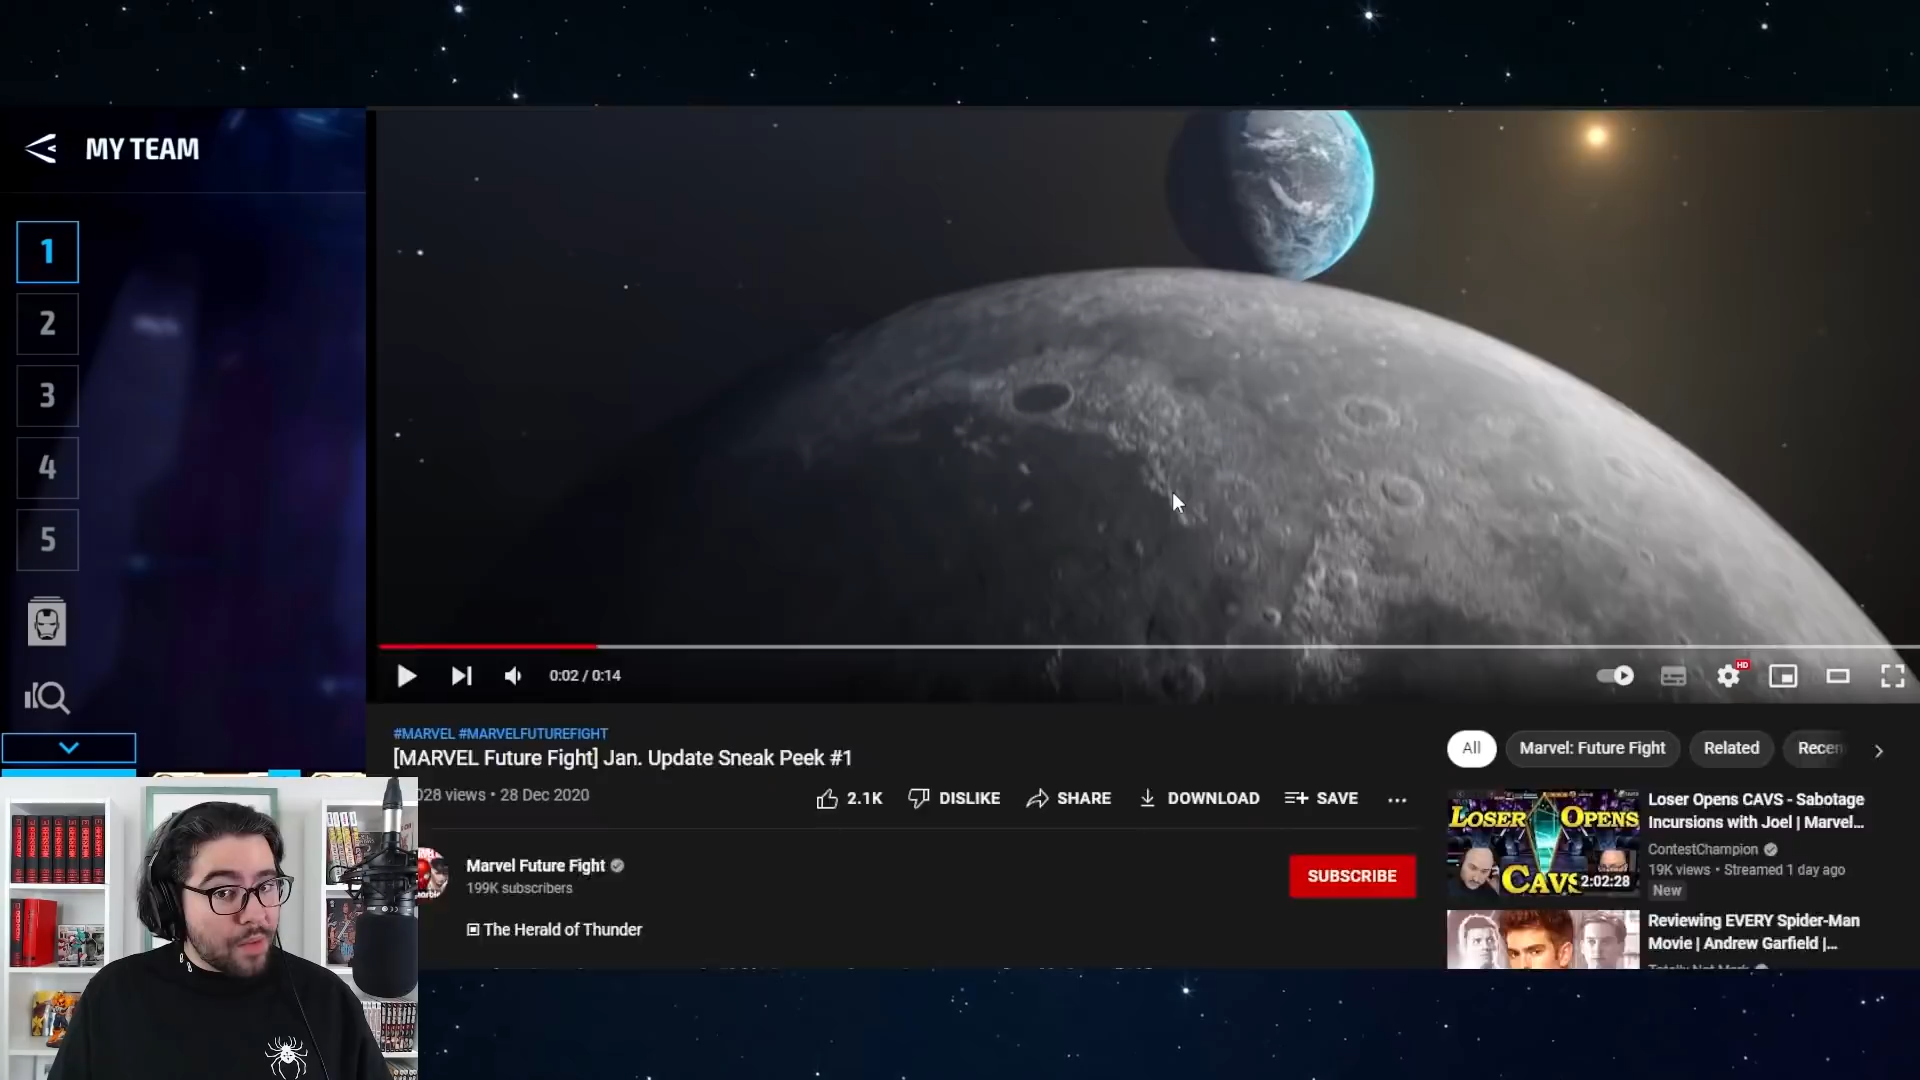 MY TEAM
1
2
3
4
5
0:02 / 0:14
HD
#MARVEL #MARVELFUTUREFIGHT
[MARVEL Future Fight] Jan. Update Sneak Peek #1
028 views • 28 Dec 2020
2.1K
DISLIKE
SHARE
DOWNLOAD
SAVE
Marvel Future Fight
199K subscribers
SUBSCRIBE
The Herald of Thunder
All
Marvel: Future Fight
Related
Recen
LOSER OPENS
CAVS
2:02:28
Loser Opens CAVS - Sabotage
Incursions with Joel | Marvel...
ContestChampion
19K views • Streamed 1 day ago
New
Reviewing EVERY Spider-Man
Movie | Andrew Garfield |...